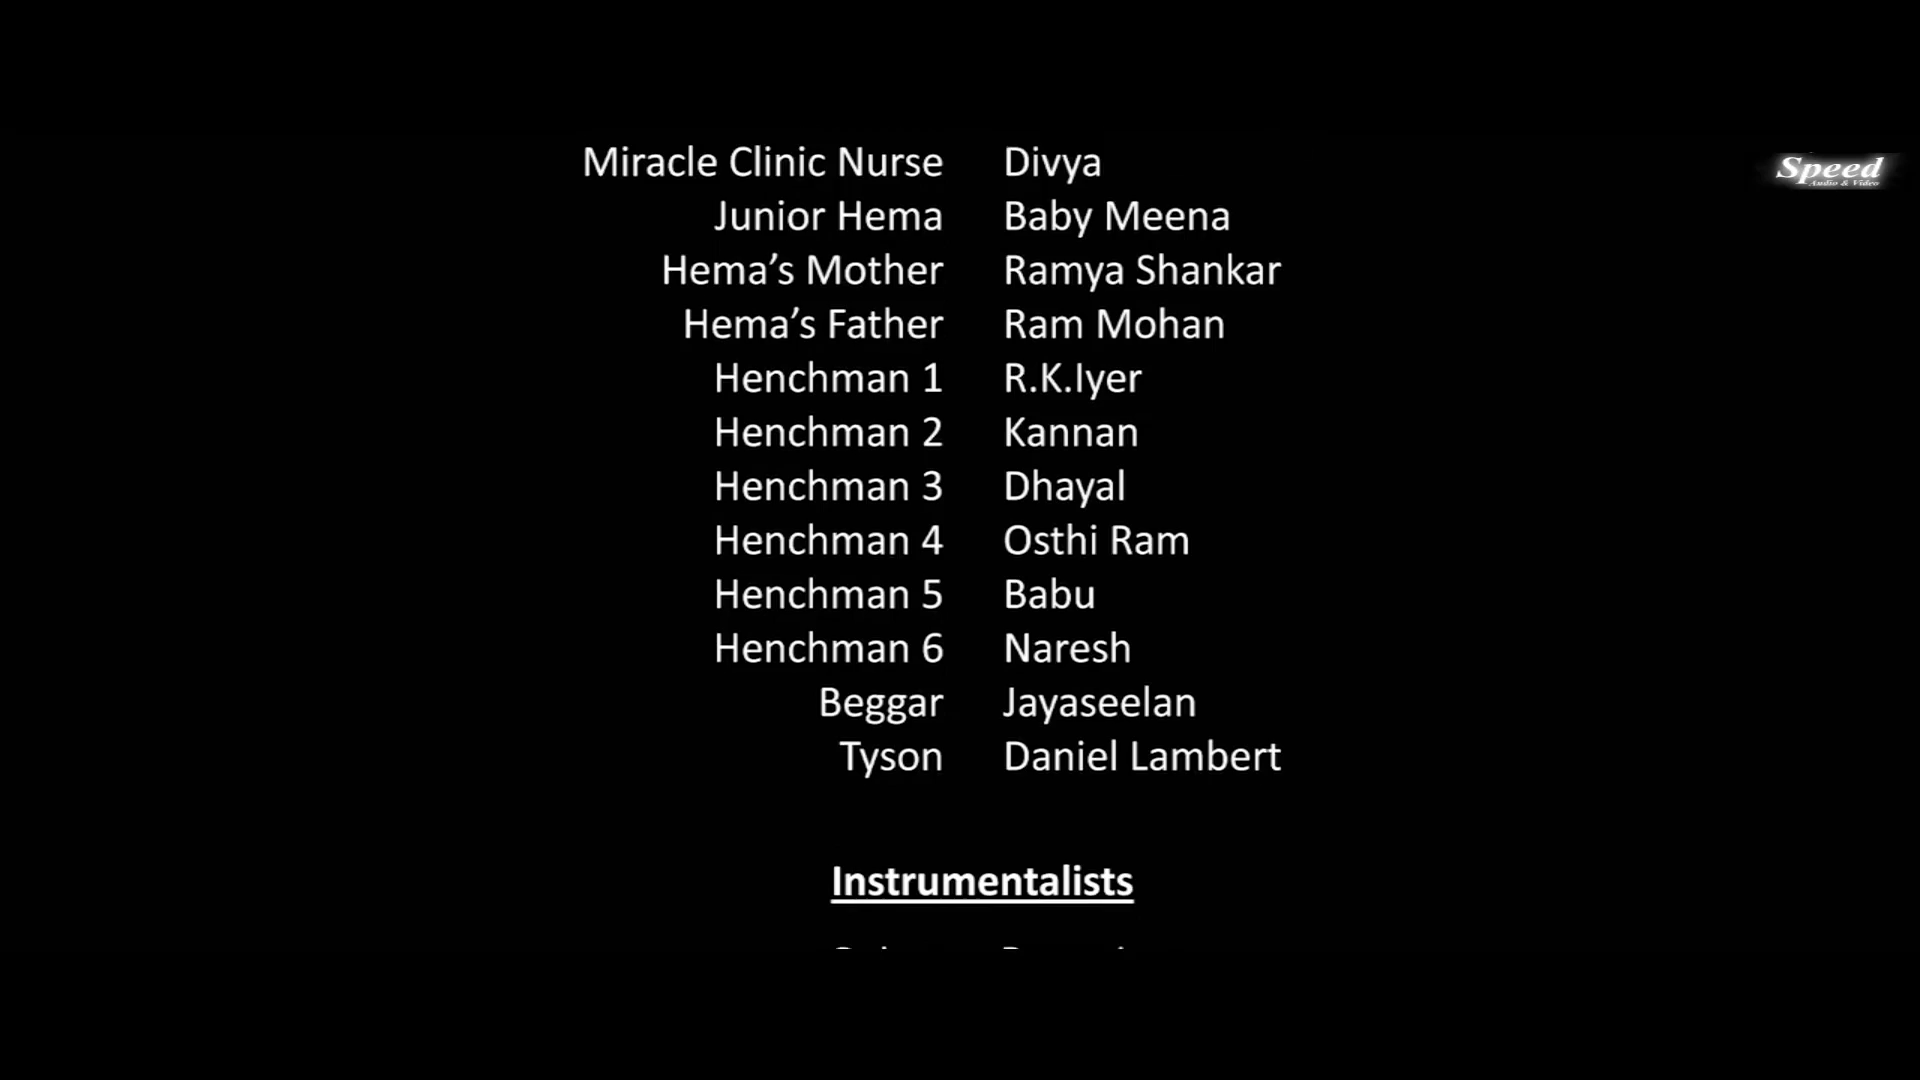 Miracle Clinic Nurse Divya
Speed
Audio & Video
Junior Hema Baby Meena
Hema’s Mother Ramya Shankar
Hema’s Father Ram Mohan
Henchman 1 R.K.Iyer
Henchman 2 Kannan
Henchman 3 Dhayal
Henchman 4 Osthi Ram
Henchman 5 Babu
Henchman 6 Naresh
Beggar Jayaseelan
Tyson Daniel Lambert
Instrumentalists